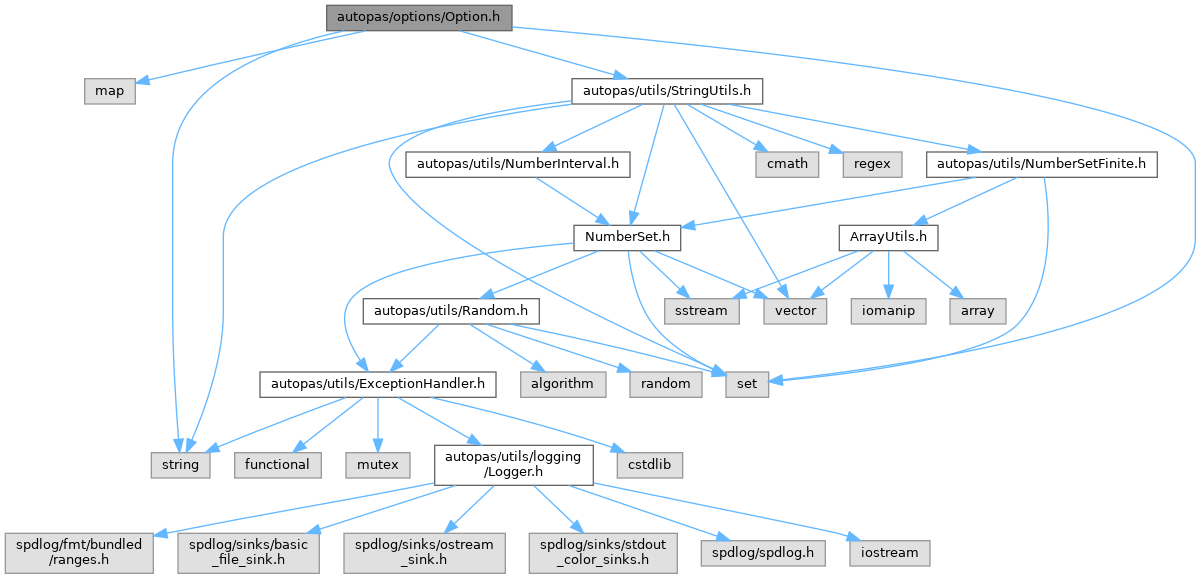 autopas/options/Option.h
map
autopas/utils/StringUtils.h
autopas/utils/NumberInterval.h
cmath
regex
autopas/utils/NumberSetFinite.h
NumberSet.h
ArrayUtils.h
autopas/utils/Random.h
sstream
vector
iomanip
array
autopas/utils/ExceptionHandler.h
algorithm
random
set
string
functional
mutex
autopas/utils/logging
/Logger.h
cstdlib
spdlog/fmt/bundled
/ranges.h
spdlog/sinks/basic
_file_sink.h
spdlog/sinks/ostream
_sink.h
spdlog/sinks/stdout
_color_sinks.h
spdlog/spdlog.h
iostream